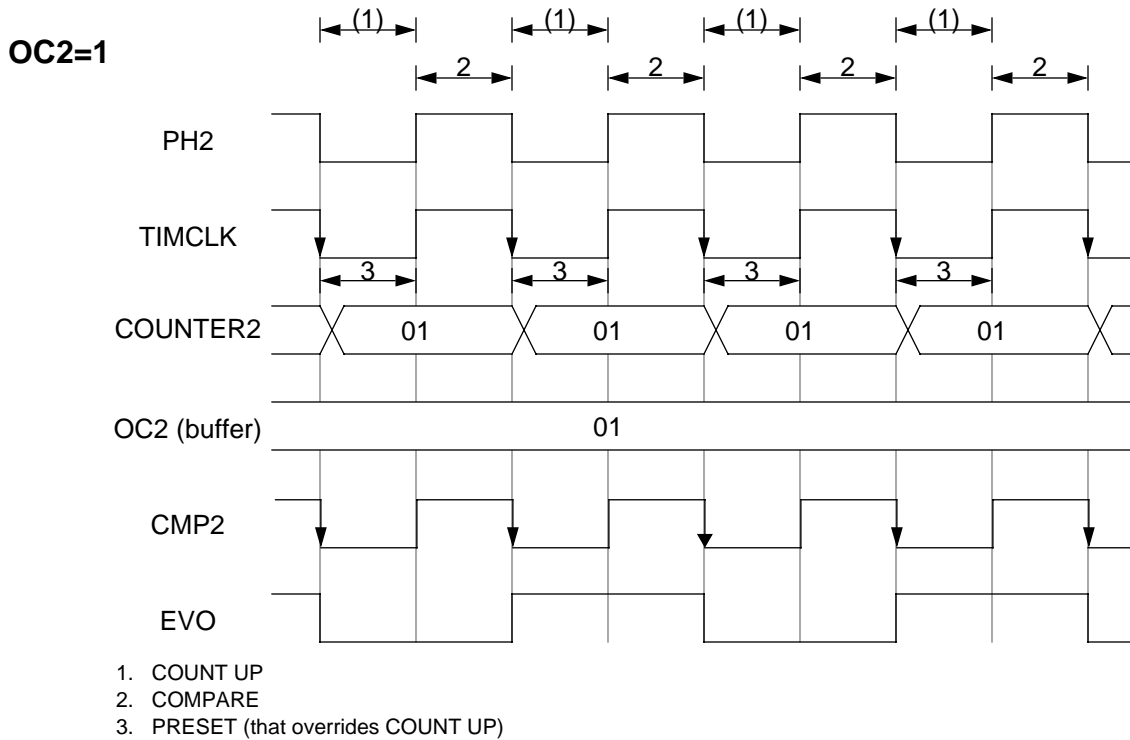 (1) (1) (1) (1)
OC2=1
2 2 2 2
PH2
TIMCLK
3 3 3 3
COUNTER2 01 01 01 01
OC2 (buffer) 01
CMP2
EVO
1. COUNT UP
2. COMPARE
3. PRESET (that overrides COUNT UP)